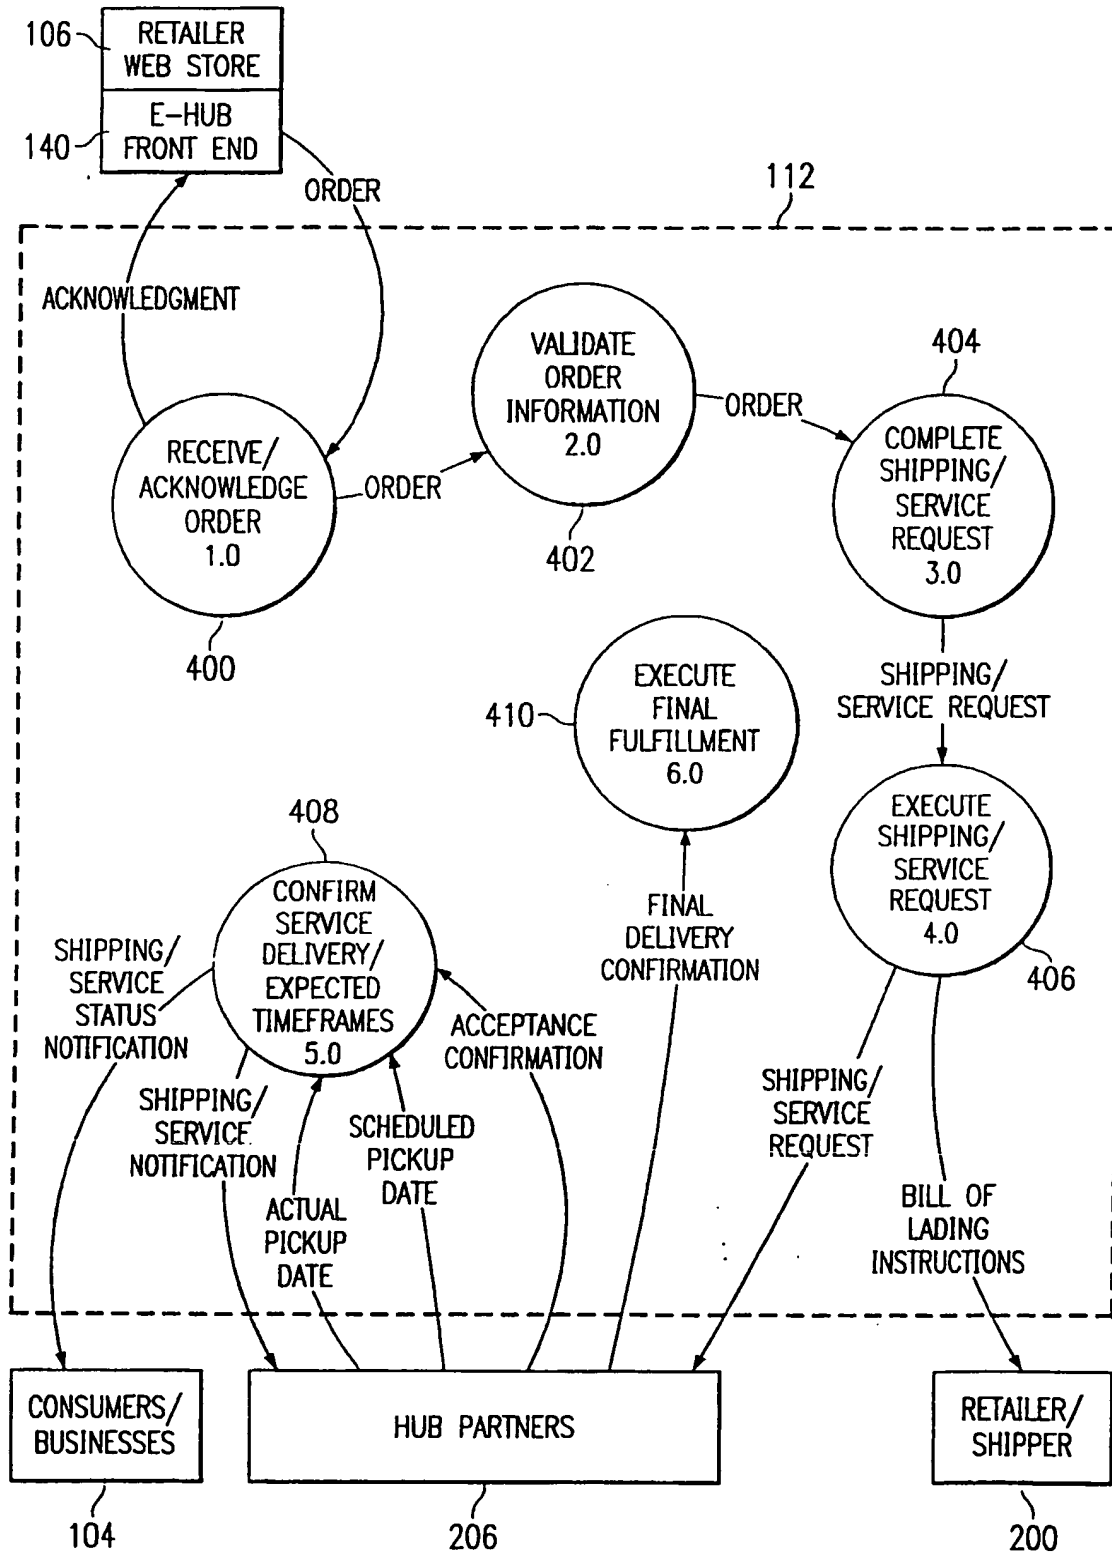 106
RETAILER
WEB STORE
140
E-HUB
FRONT END
ORDER
112
ACKNOWLEDGMENT
RECEIVE/
ACKNOWLEDGE
ORDER
1.0
400
ORDER
VALIDATE
ORDER
INFORMATION
2.0
402
ORDER
404
COMPLETE
SHIPPING/
SERVICE
REQUEST
3.0
SHIPPING/
SERVICE REQUEST
410
EXECUTE
FINAL
FULFILLMENT
6.0
EXECUTE
SHIPPING/
SERVICE
REQUEST
4.0
406
408
CONFIRM
SERVICE
DELIVERY/
EXPECTED
TIMEFRAMES
5.0
SHIPPING/
SERVICE
STATUS
NOTIFICATION
SHIPPING/
SERVICE
NOTIFICATION
ACTUAL
PICKUP
DATE
SCHEDULED
PICKUP
DATE
ACCEPTANCE
CONFIRMATION
FINAL
DELIVERY
CONFIRMATION
SHIPPING/
SERVICE
REQUEST
BILL OF
LADING
INSTRUCTIONS
CONSUMERS/
BUSINESSES
104
HUB PARTNERS
206
RETAILER/
SHIPPER
200